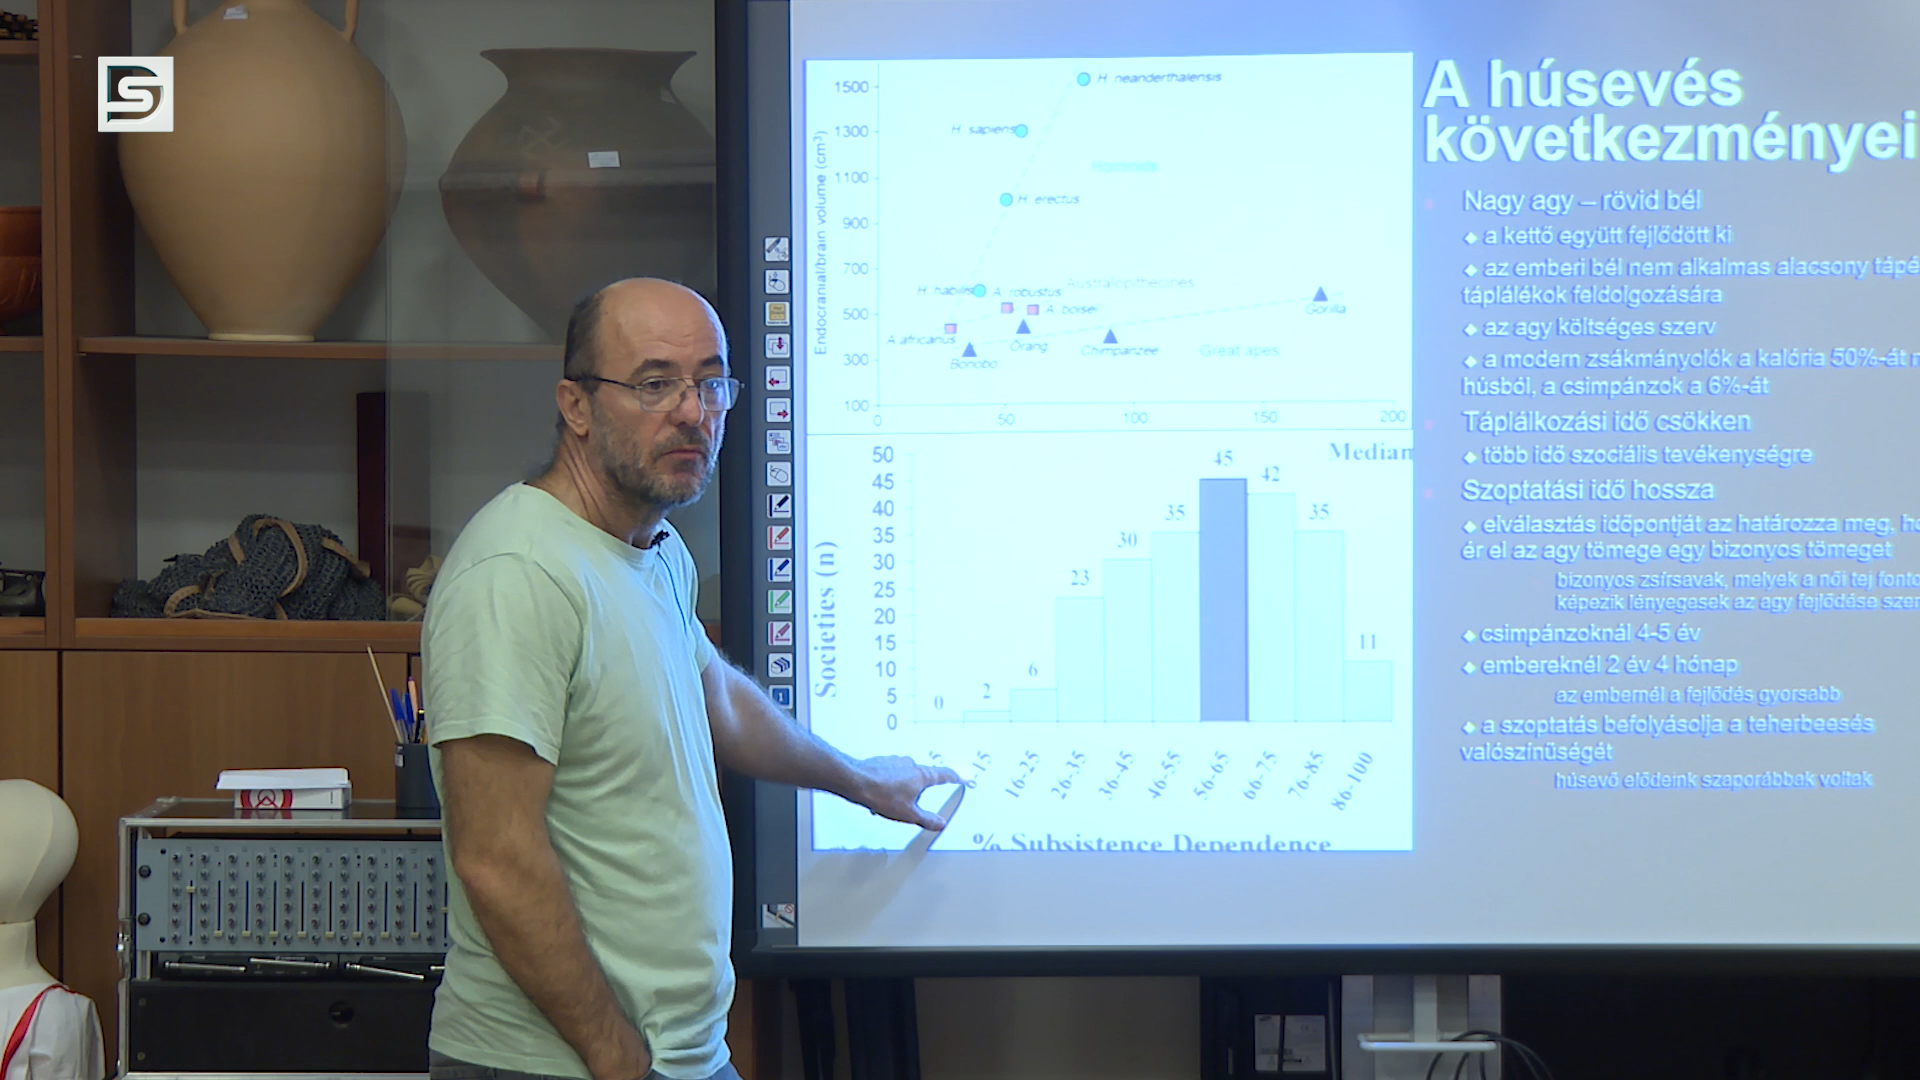 DS
1500
1300
1100
900
700
500
300
100
0
50
100
150
200
Endocranial/brain volume (cm³)
H. neanderthalensis
H. sapiens
Hominids
H. erectus
H. habilis
A. robustus
Australopithecines
A. boisei
A. africanus
Orang
Gorilla
Bonobo
Chimpanzee
Great apes
Median
50
45
40
35
30
25
20
15
10
5
0
Societies (n)
0
2
6
23
30
35
45
42
35
11
6-15
16-25
26-35
36-45
46-55
56-65
66-75
76-85
86-100
% Subsistence Dependence
A húsevés
következményei
Nagy agy – rövid bél
a kettő együtt fejlődött ki
az emberi bél nem alkalmas alacsony
táplálékok feldolgozására
az agy költséges szerv
a modern zsákmányolók a kalória 50%-át
húsból, a csimpánzok a 6%-át
Táplálkozási idő csökken
több idő szociális tevékenységre
Szoptatási idő hossza
elválasztás időpontját az határozza meg,
ér el az agy tömege egy bizonyos tömeget
bizonyos zsírsavak, melyek a női tej
képezik lényegesek az agy fejlődése
csimpánzoknál 4-5 év
embereknél 2 év 4 hónap
az embernél a fejlődés gyorsabb
a szoptatás befolyásolja a teherbeesés
valószínűségét
húsevő elődeink szaporábbak voltak
1